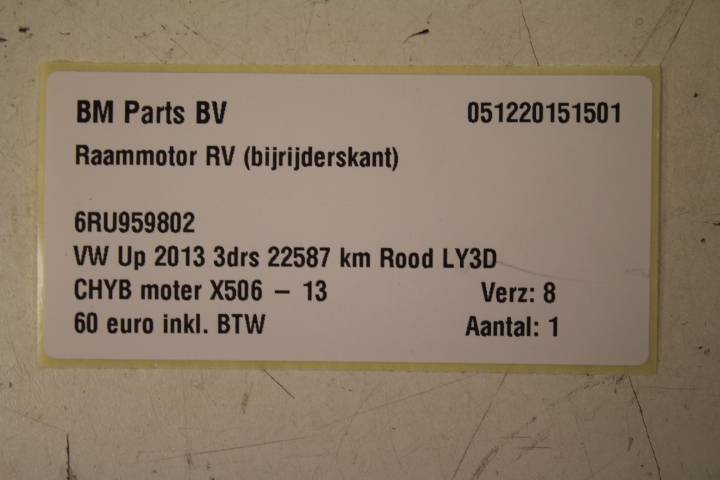 BM Parts BV 051220151501
Raammotor RV (bijrijderskant)
6RU959802
VW Up 2013 3drs 22587 km Rood LY3D
CHYB moter X506 – 13 Verz: 8
60 euro inkl. BTW Aantal: 1